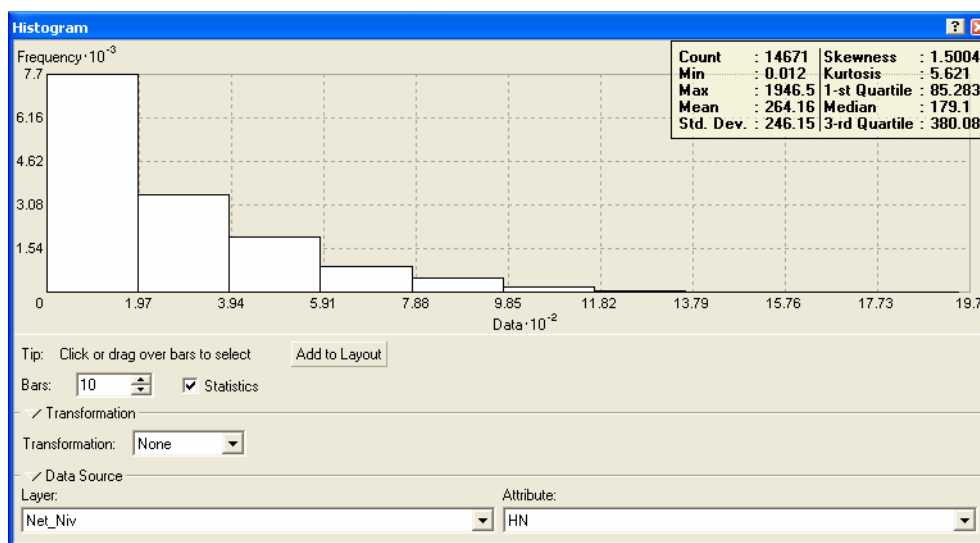 Histogram
Frequency·10⁻³
Count : 14671 Skewness : 1.5004
Min : 0.012 Kurtosis : 5.621
Max : 1946.5 1-st Quartile : 85.283
Mean : 264.16 Median : 179.1
Std. Dev. : 246.15 3-rd Quartile : 380.08
7.7
6.16
4.62
3.08
1.54
0 1.97 3.94 5.91 7.88 9.85 11.82 13.79 15.76 17.73 19.7
Data·10⁻²
Tip: Click or drag over bars to select Add to Layout
Bars: 10 Statistics
Transformation
Transformation: None
Data Source
Layer: Attribute:
Net_Niv HN